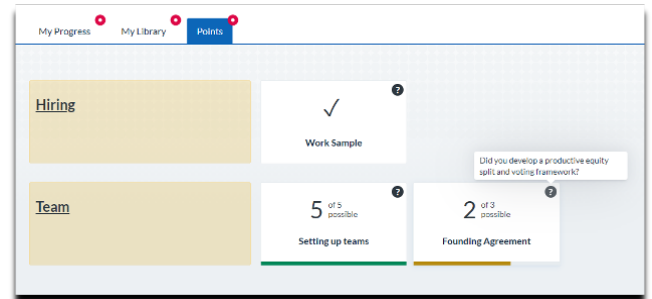 My Progress
My Library
Points
Hiring
?
✓
Work Sample
Did you develop a productive equity
split and voting framework?
Team
?
5 of 5
possible
Setting up teams
?
2 of 3
possible
Founding Agreement